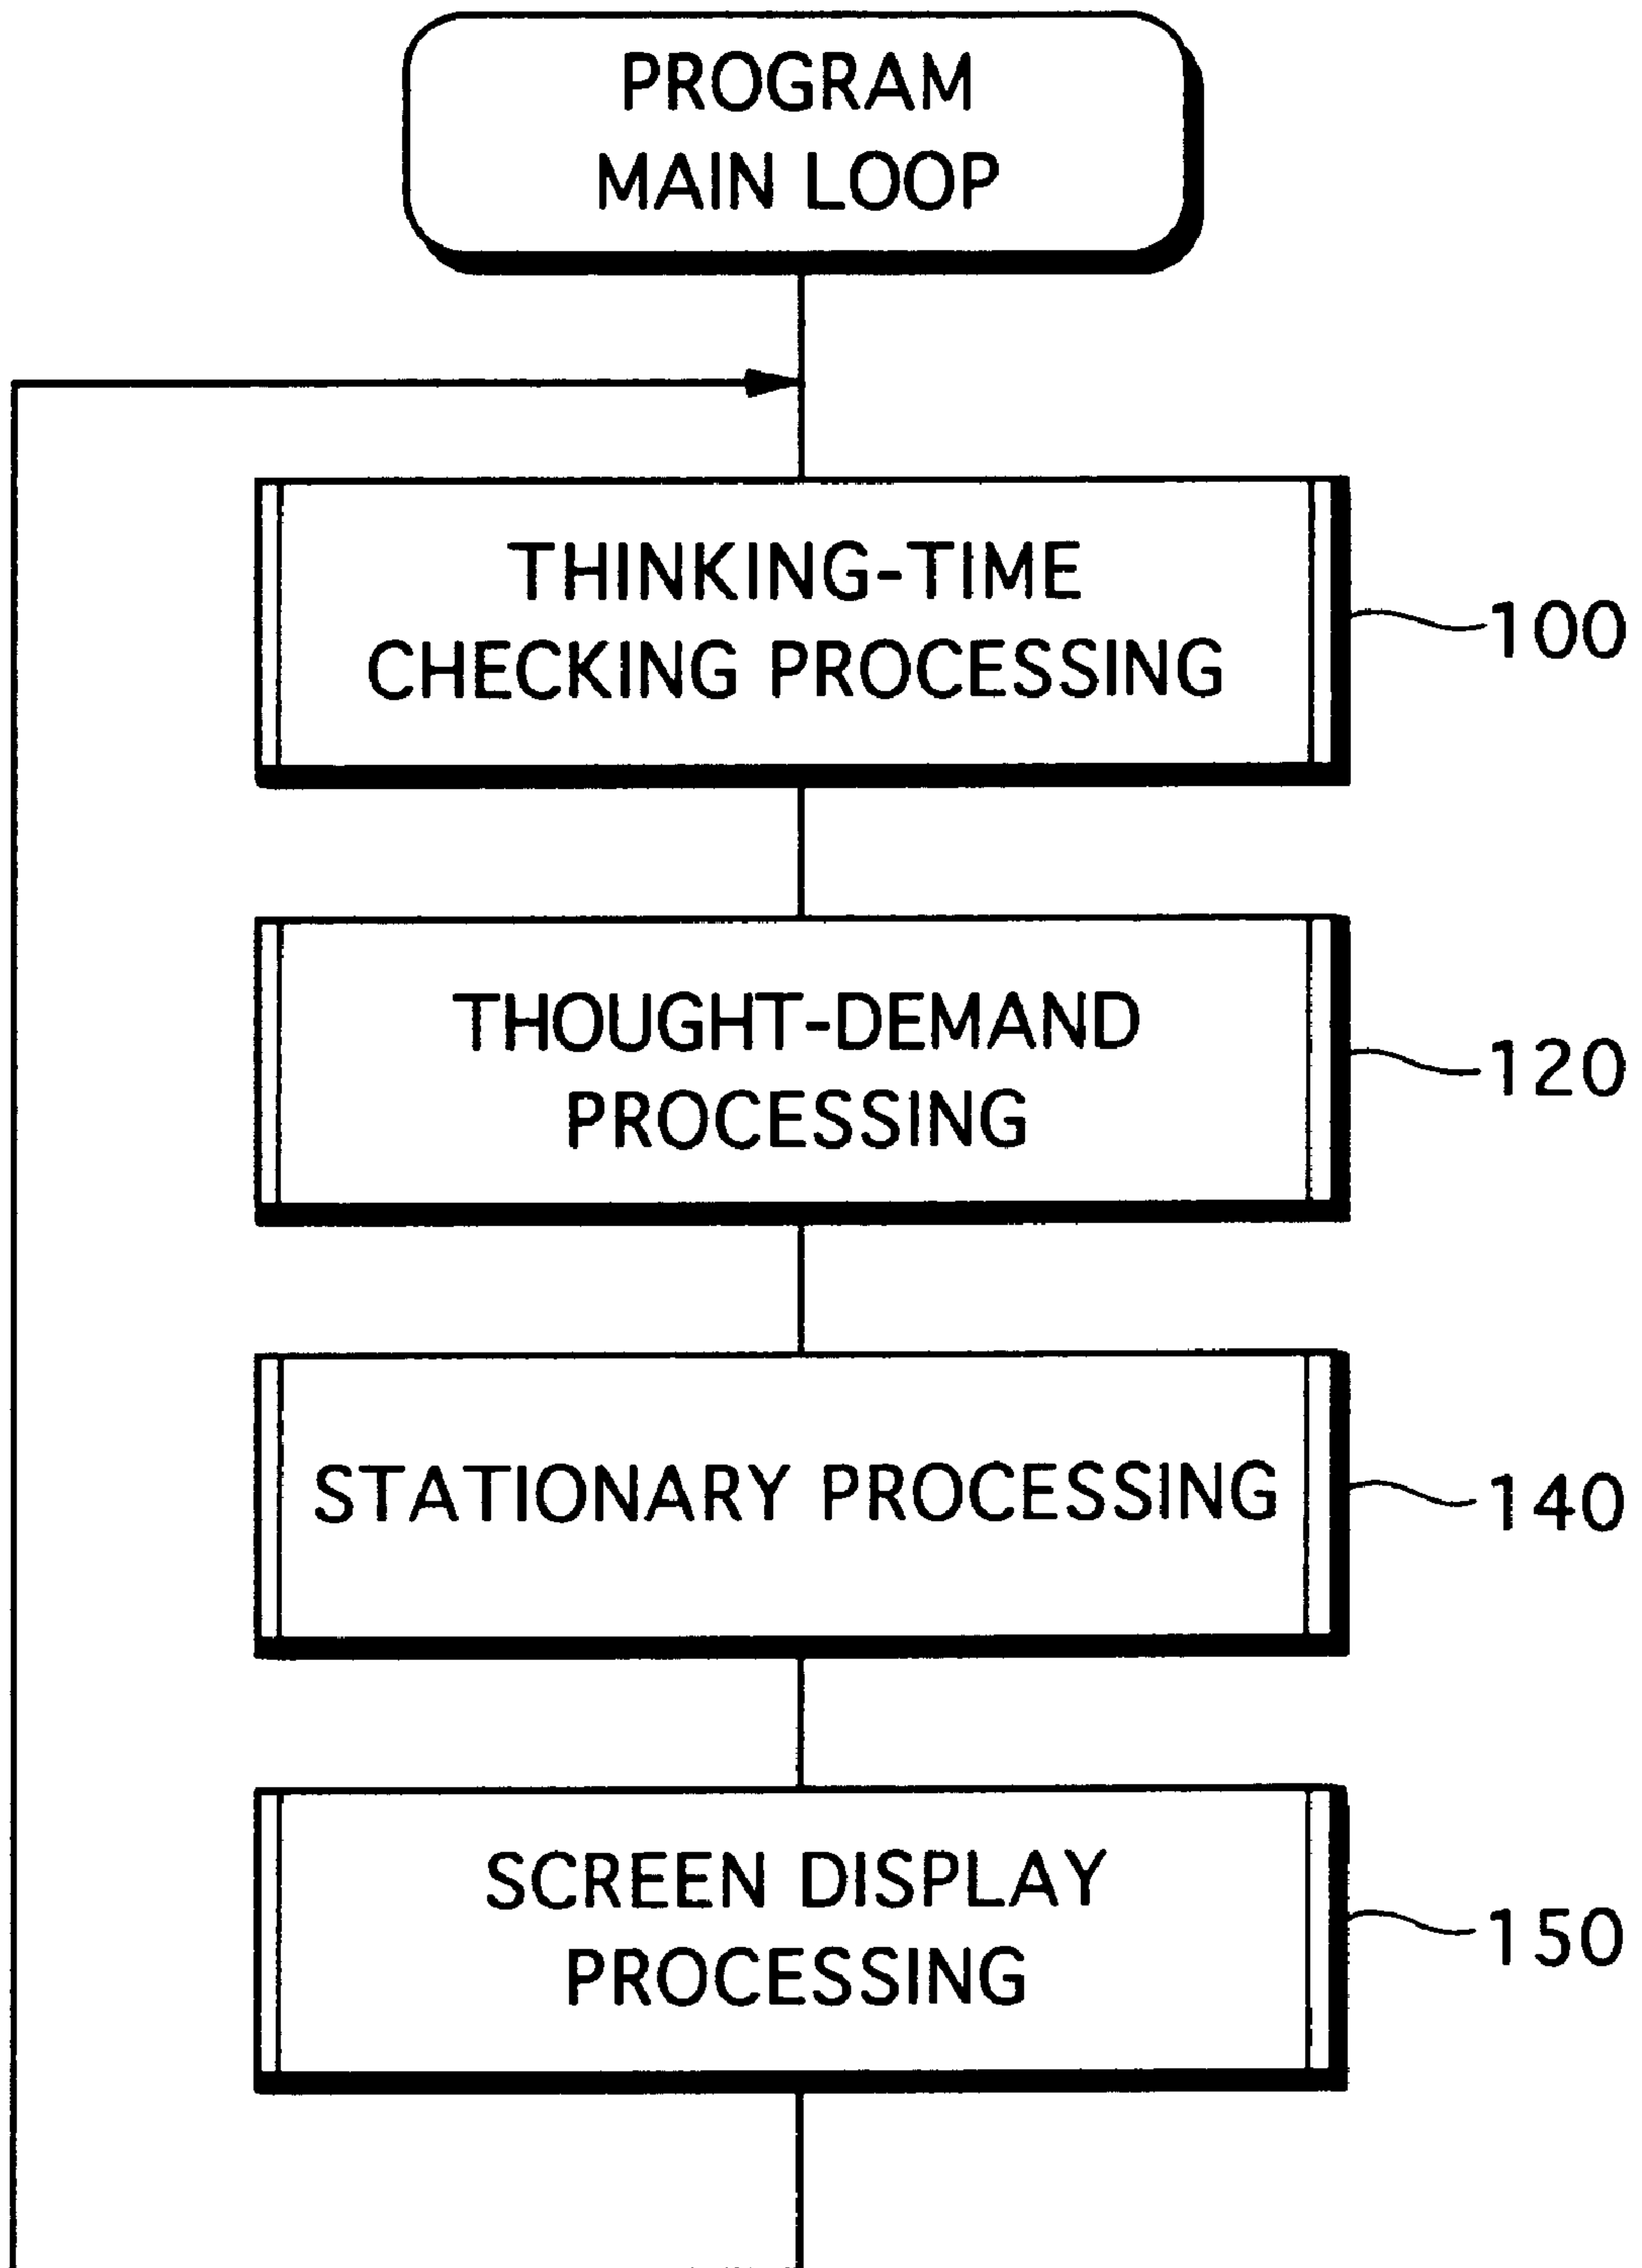 PROGRAM
MAIN LOOP
THINKING-TIME
CHECKING PROCESSING
100
THOUGHT-DEMAND
PROCESSING
120
STATIONARY PROCESSING
140
SCREEN DISPLAY
PROCESSING
150